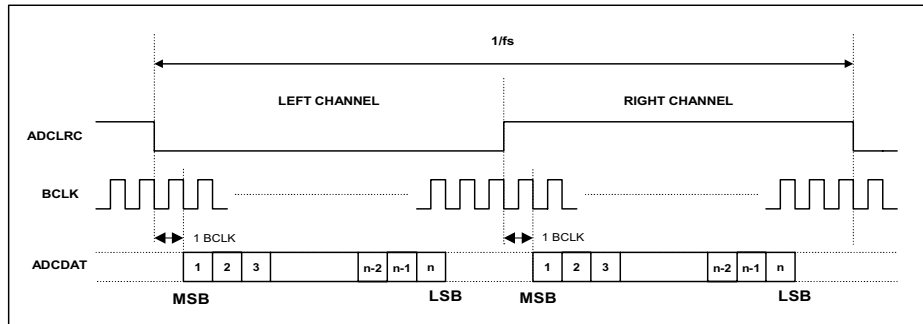 1/fs
LEFT CHANNEL RIGHT CHANNEL
ADCLRC
BCLK
1 BCLK 1 BCLK
ADCDAT 1 2 3 n-2 n-1 n 1 2 3 n-2 n-1 n
MSB LSB MSB LSB